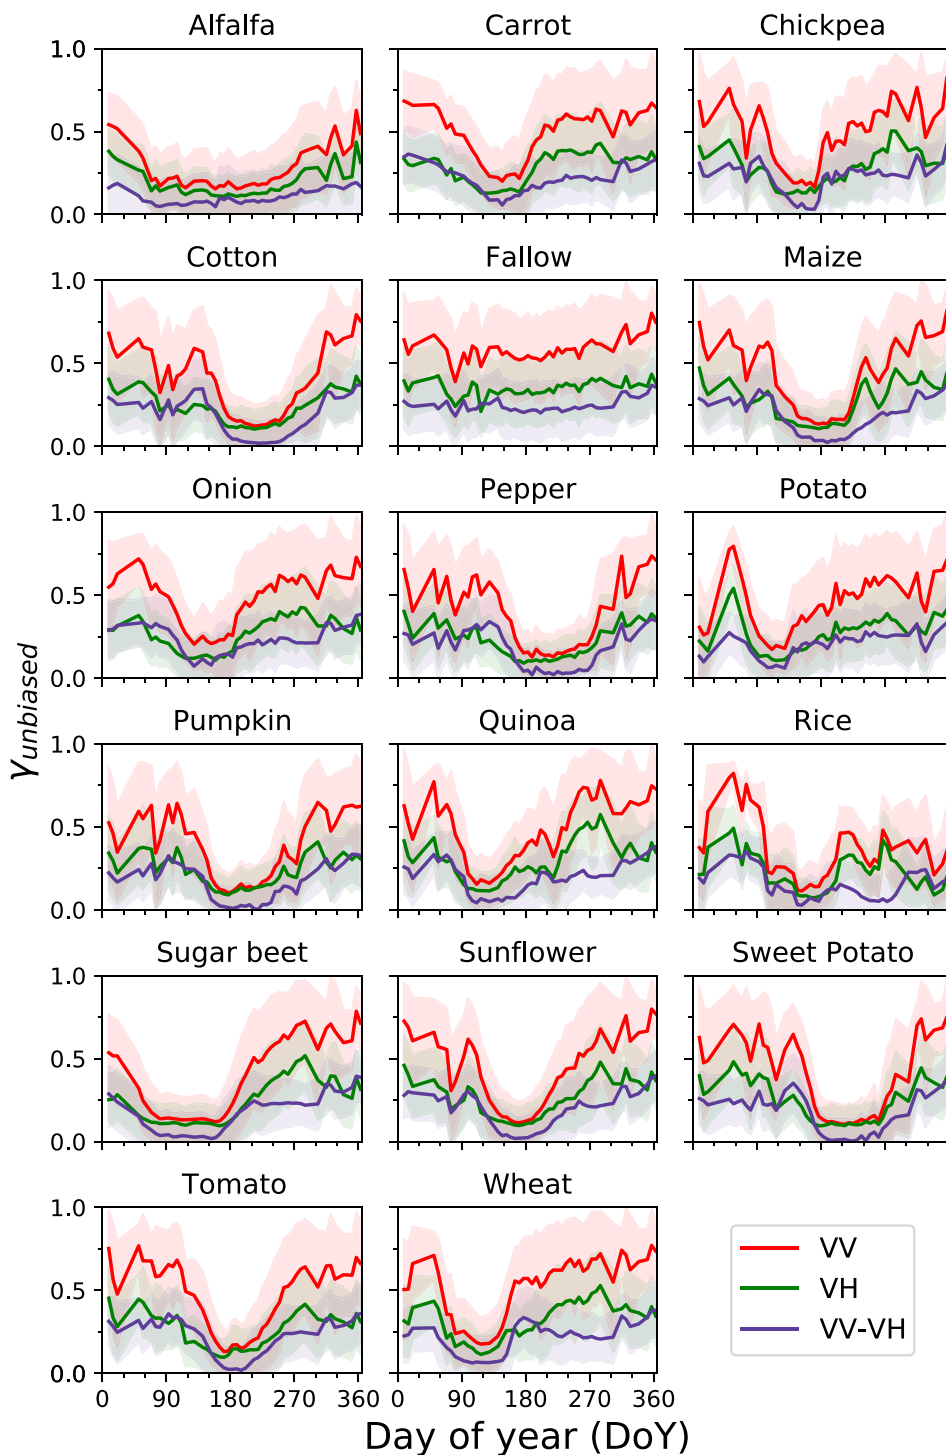 Alfalfa Carrot Chickpea
1.0
0.5
0.0
Cotton Fallow Maize
1.0
0.5
0.0
Onion Pepper Potato
1.0
0.5
0.0
Pumpkin Quinoa Rice
1.0
0.5
0.0
γunbiased
Sugar beet Sunflower Sweet Potato
1.0
0.5
0.0
Tomato Wheat
1.0
0.5
0.0
0 90 180 270 360 0 90 180 270 360
VV
VH
VV-VH
Day of year (DoY)